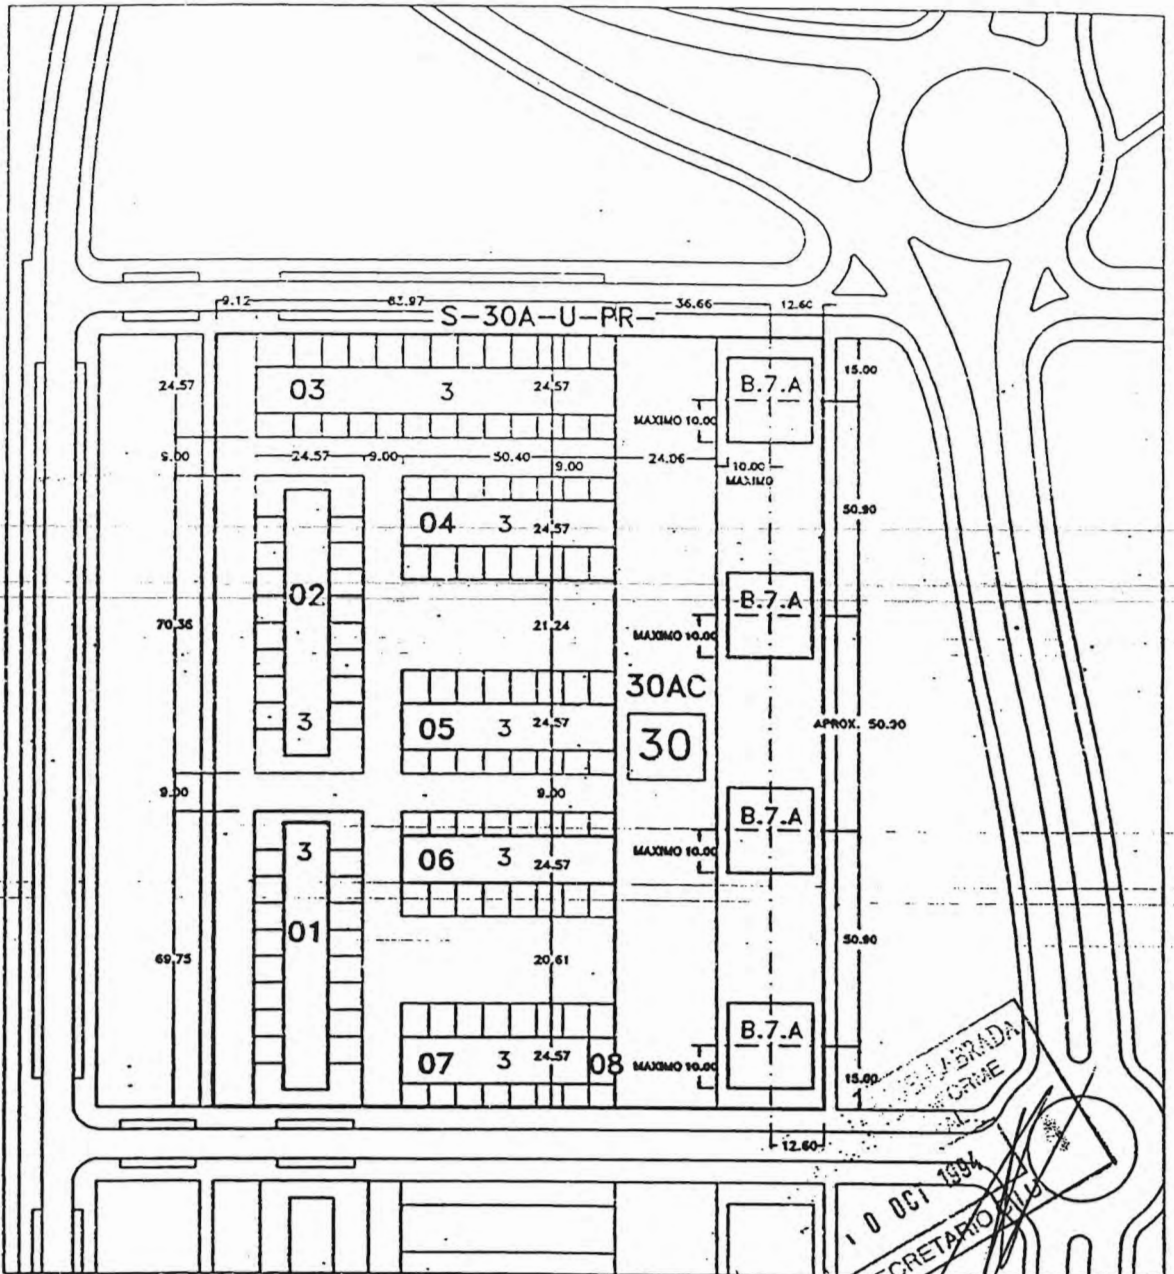 9.12 63.97 36.66 12.60
S-30A-U-PR-
24.57 03 3 24.57 B.7.A 15.00
MAXIMO 10.00
9.00 24.57 9.00 50.40 9.00 24.06 10.00
MAXIMO
04 3 24.57 50.90
02 B.7.A
70.36 21.24 MAXIMO 10.00
30AC
3 05 3 24.57 30 APROX. 50.90
9.00 9.00
B.7.A
3 06 3 24.57 MAXIMO 10.00
01
69.75 20.61 50.90
B.7.A
07 3 24.57 08 MAXIMO 10.00 15.00
12.60
0 OCT 1994